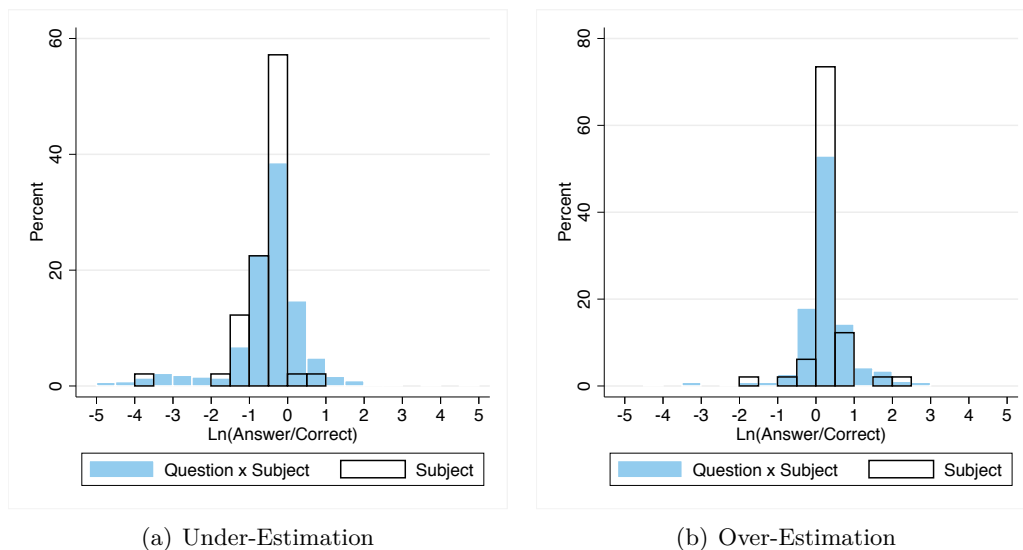 60
40
20
0
Percent
-5 -4 -3 -2 -1 0 1 2 3 4 5
Ln(Answer/Correct)
Question x Subject Subject
(a) Under-Estimation
80
60
40
20
0
Percent
-5 -4 -3 -2 -1 0 1 2 3 4 5
Ln(Answer/Correct)
Question x Subject Subject
(b) Over-Estimation